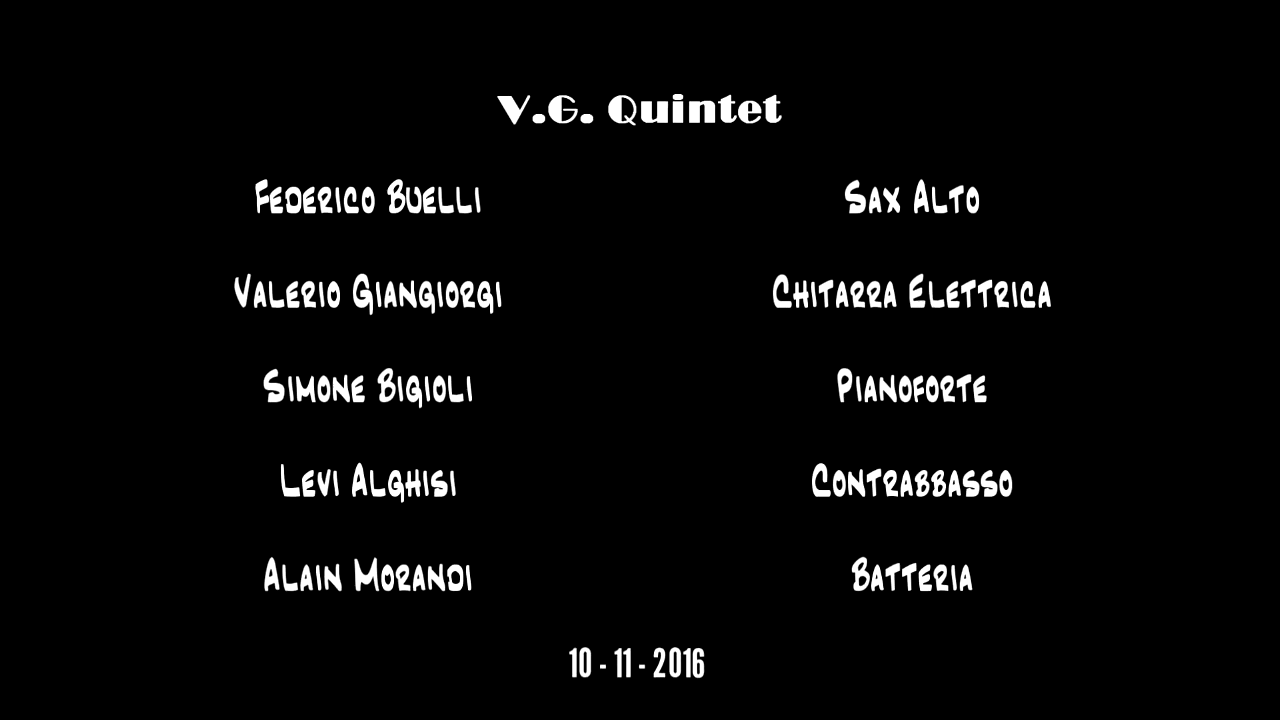 V.G. Quintet
Federico Buelli Sax Alto
Valerio Giangiorgi Chitarra Elettrica
Simone Bigioli Pianoforte
Levi Alghisi Contrabbasso
Alain Morandi Batteria
10 - 11 - 2016